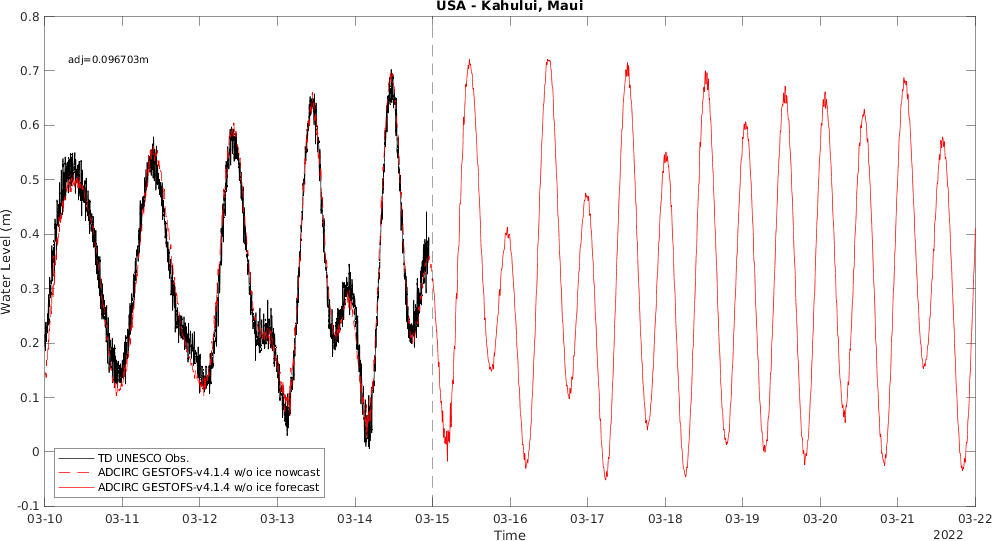 USA - Kahului, Maui
0.8
adj=0.096703m
0.7
0.6
0.5
0.4
0.3
0.2
0.1
0
-0.1
Water Level (m)
TD UNESCO Obs.
ADCIRC GESTOFS-v4.1.4 w/o ice nowcast
ADCIRC GESTOFS-v4.1.4 w/o ice forecast
03-10 03-11 03-12 03-13 03-14 03-15 03-16 03-17 03-18 03-19 03-20 03-21 03-22
Time
2022